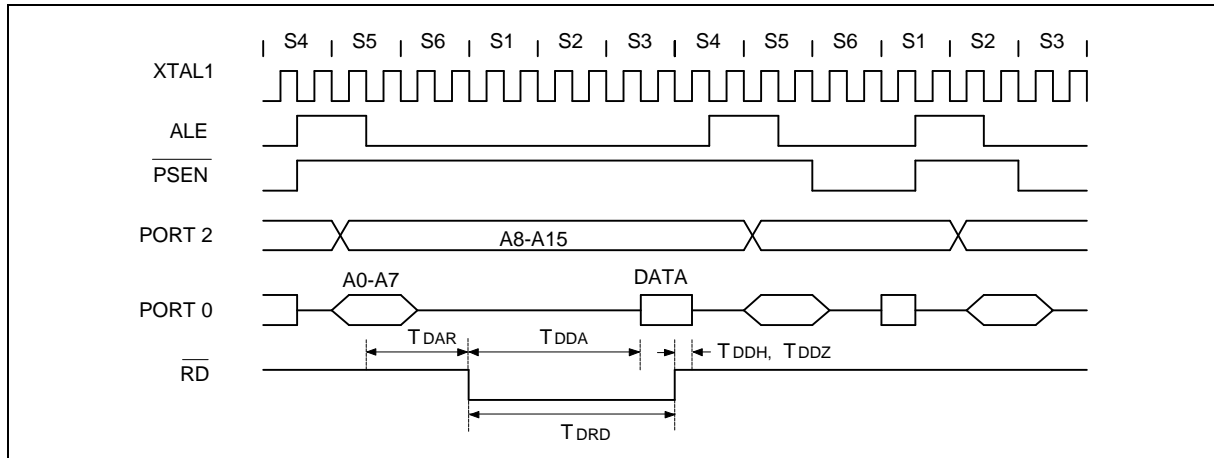 S4 S5 S6 S1 S2 S3 S4 S5 S6 S1 S2 S3
XTAL1
ALE
PSEN
PORT 2
A8-A15
A0-A7
DATA
PORT 0
TDAR
TDDA
TDDH, TDDZ
RD
TDRD